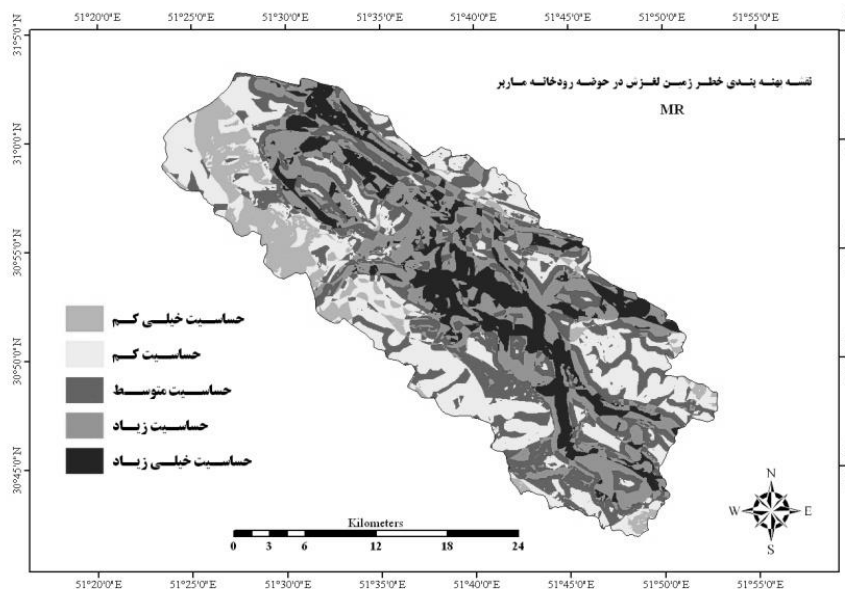 51°20'0"E 51°25'0"E 51°30'0"E 51°35'0"E 51°40'0"E 51°45'0"E 51°50'0"E 51°55'0"E
31°5'0"N
31°0'0"N
30°55'0"N
30°50'0"N
30°45'0"N
نقشه پهنه بندی خطر زمین لغزش در حوضه رودخانه ماربر
MR
حساسیت خیلی کم
حساسیت کم
حساسیت متوسط
حساسیت زیاد
حساسیت خیلی زیاد
Kilometers
0 3 6 12 18 24
N
W E
S
51°20'0"E 51°25'0"E 51°30'0"E 51°35'0"E 51°40'0"E 51°45'0"E 51°50'0"E 51°55'0"E